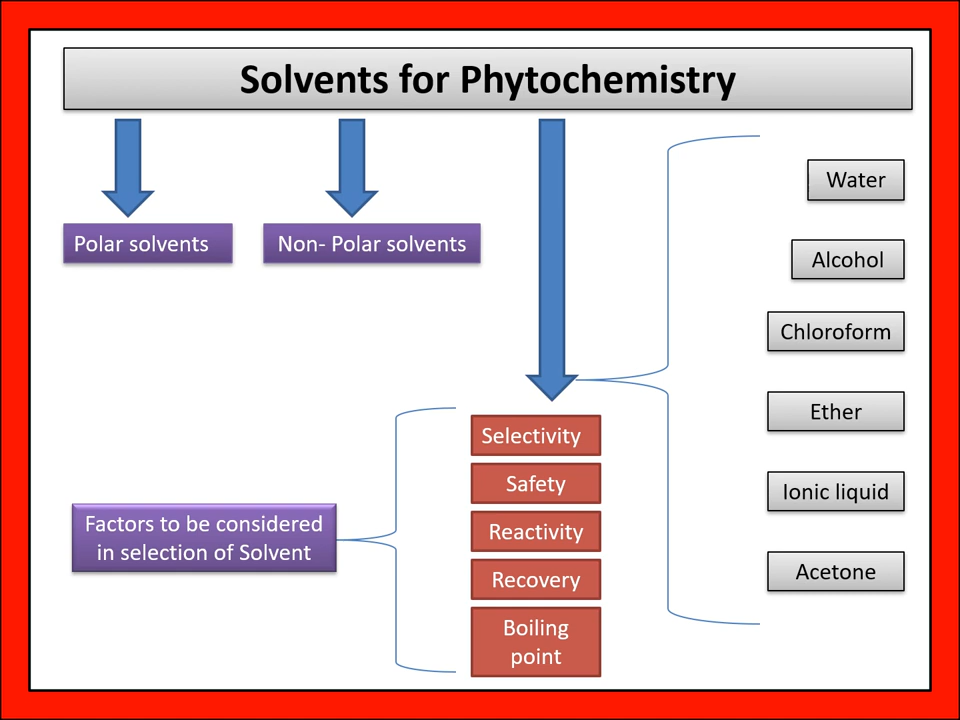 Solvents for Phytochemistry
Polar solvents
Non- Polar solvents
Water
Alcohol
Chloroform
Ether
Ionic liquid
Acetone
Factors to be considered
in selection of Solvent
Selectivity
Safety
Reactivity
Recovery
Boiling
point